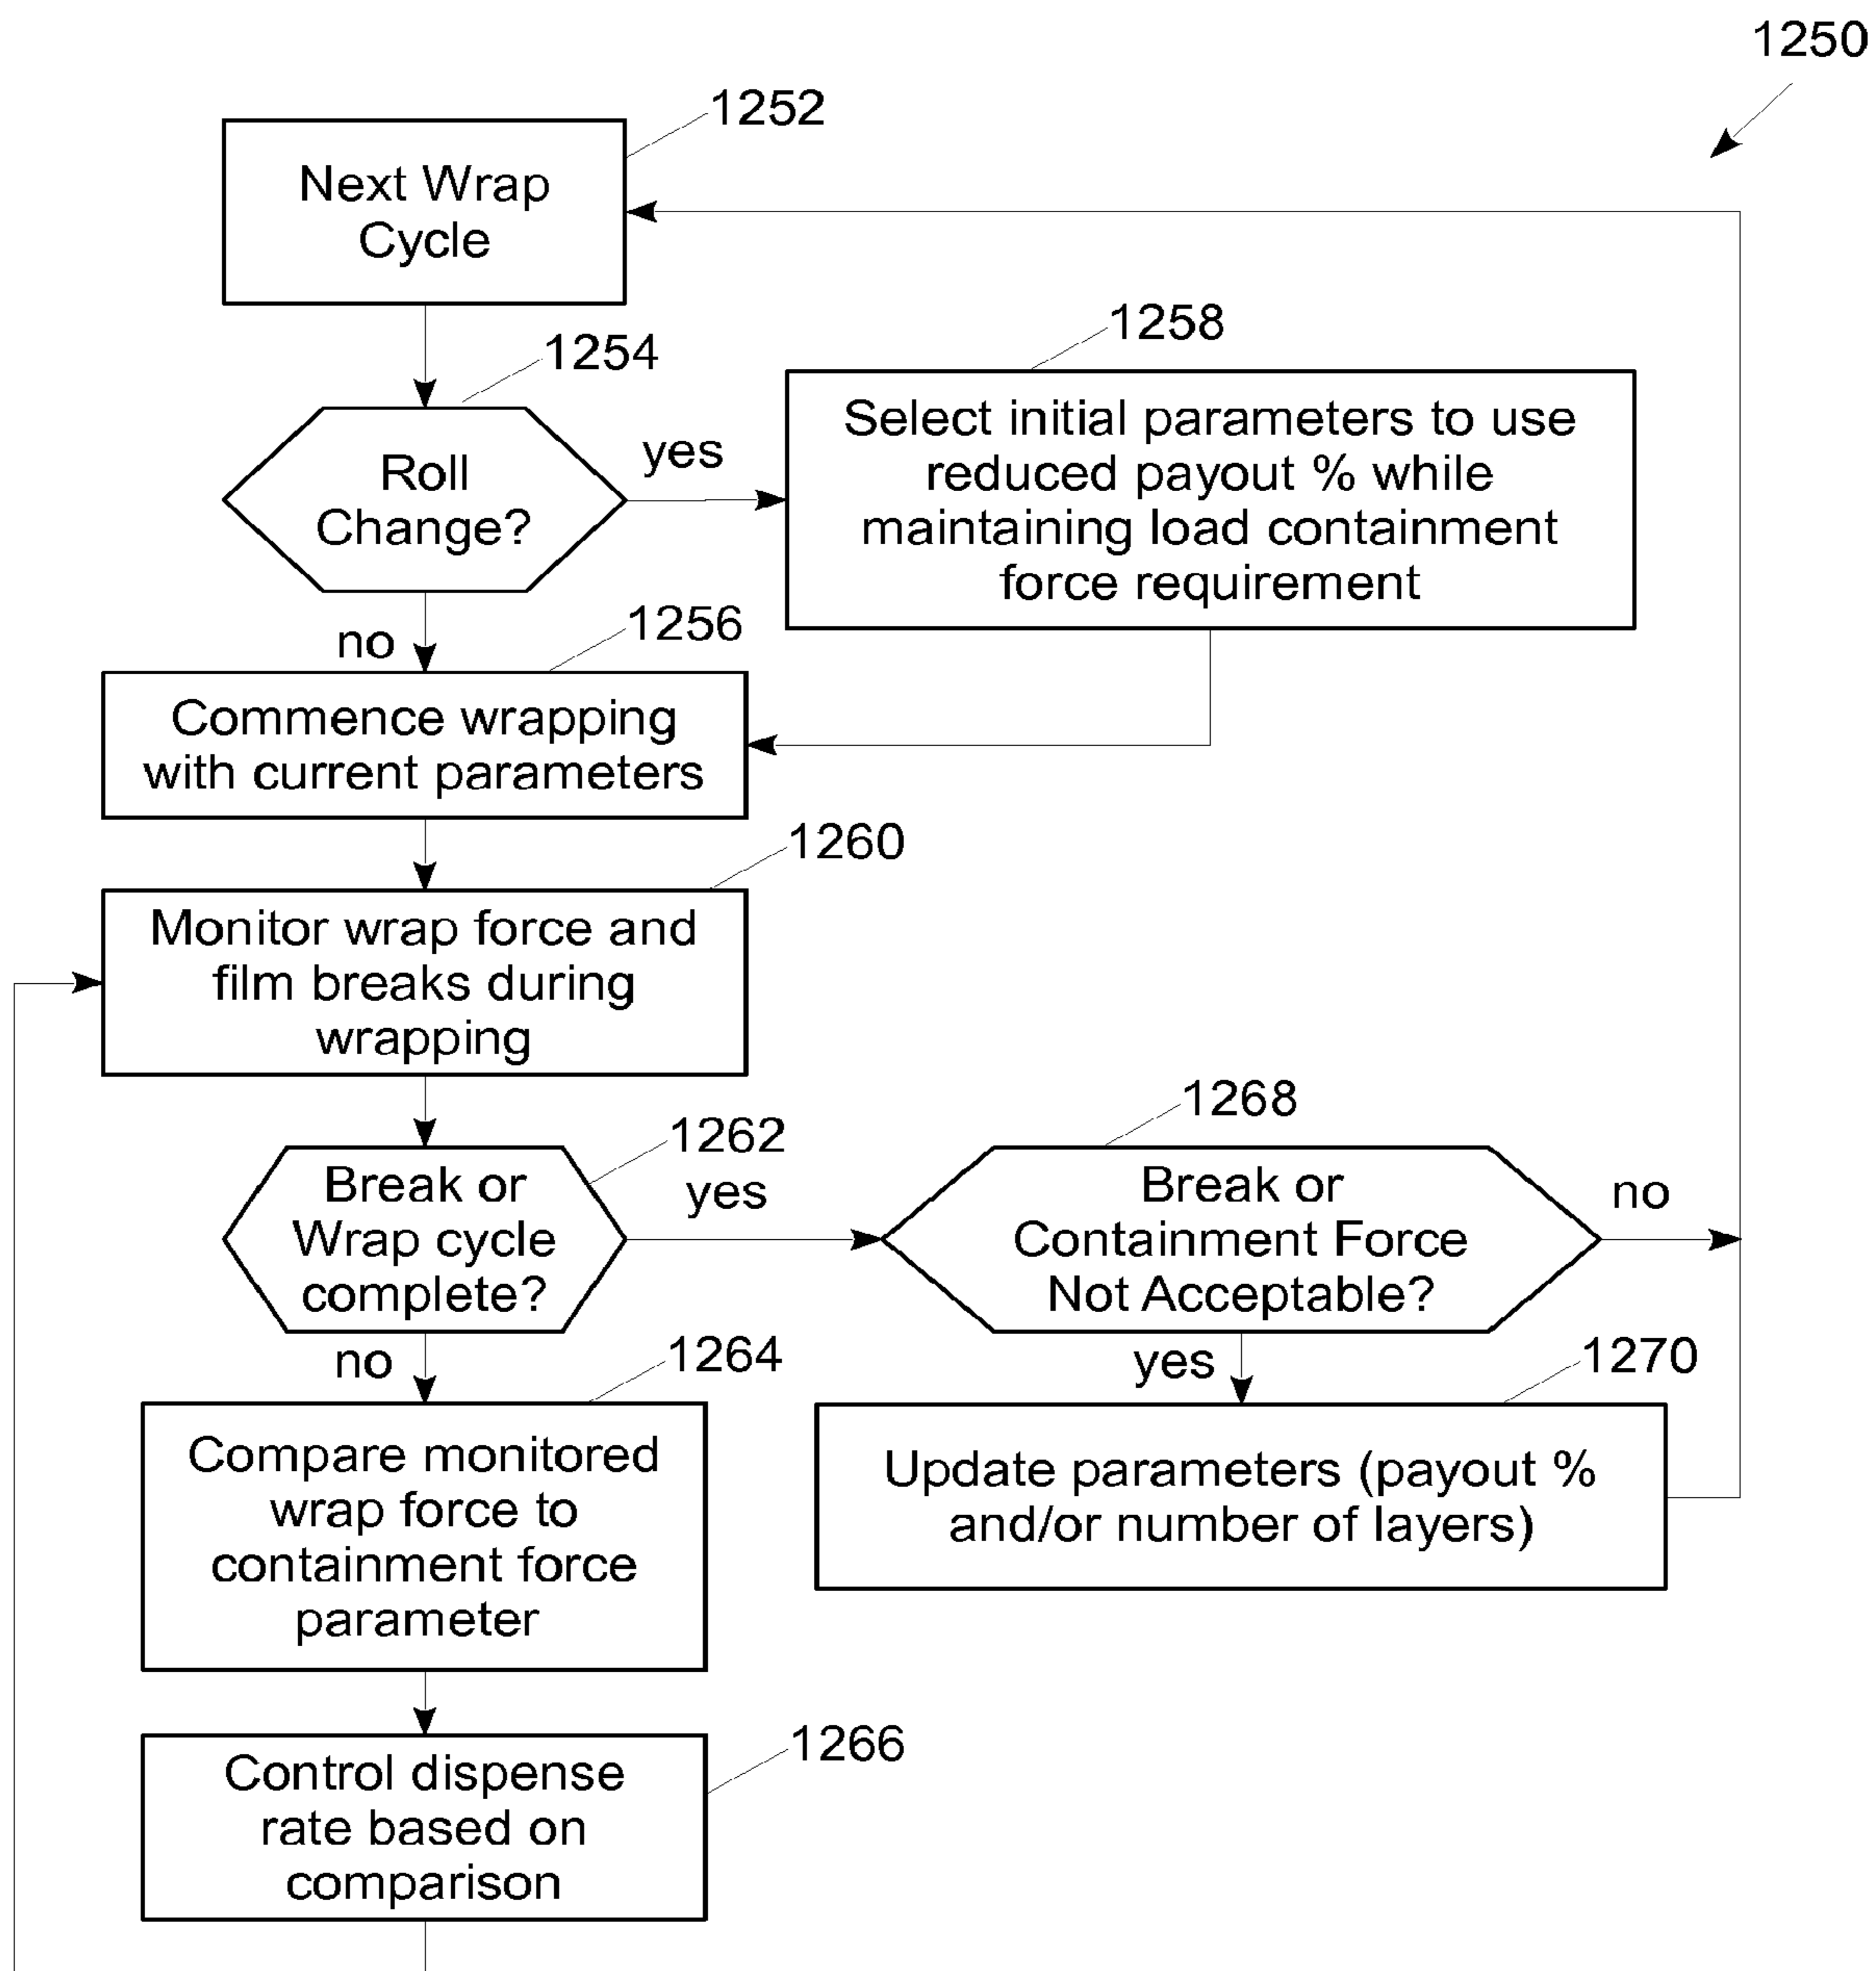 1250
1252
Next Wrap
Cycle
1254
Roll
Change?
yes
1258
Select initial parameters to use
reduced payout % while
maintaining load containment
force requirement
no
1256
Commence wrapping
with current parameters
1260
Monitor wrap force and
film breaks during
wrapping
1262
Break or
Wrap cycle
complete?
yes
1268
Break or
Containment Force
Not Acceptable?
no
no
1264
Compare monitored
wrap force to
containment force
parameter
yes
1270
Update parameters (payout %
and/or number of layers)
1266
Control dispense
rate based on
comparison